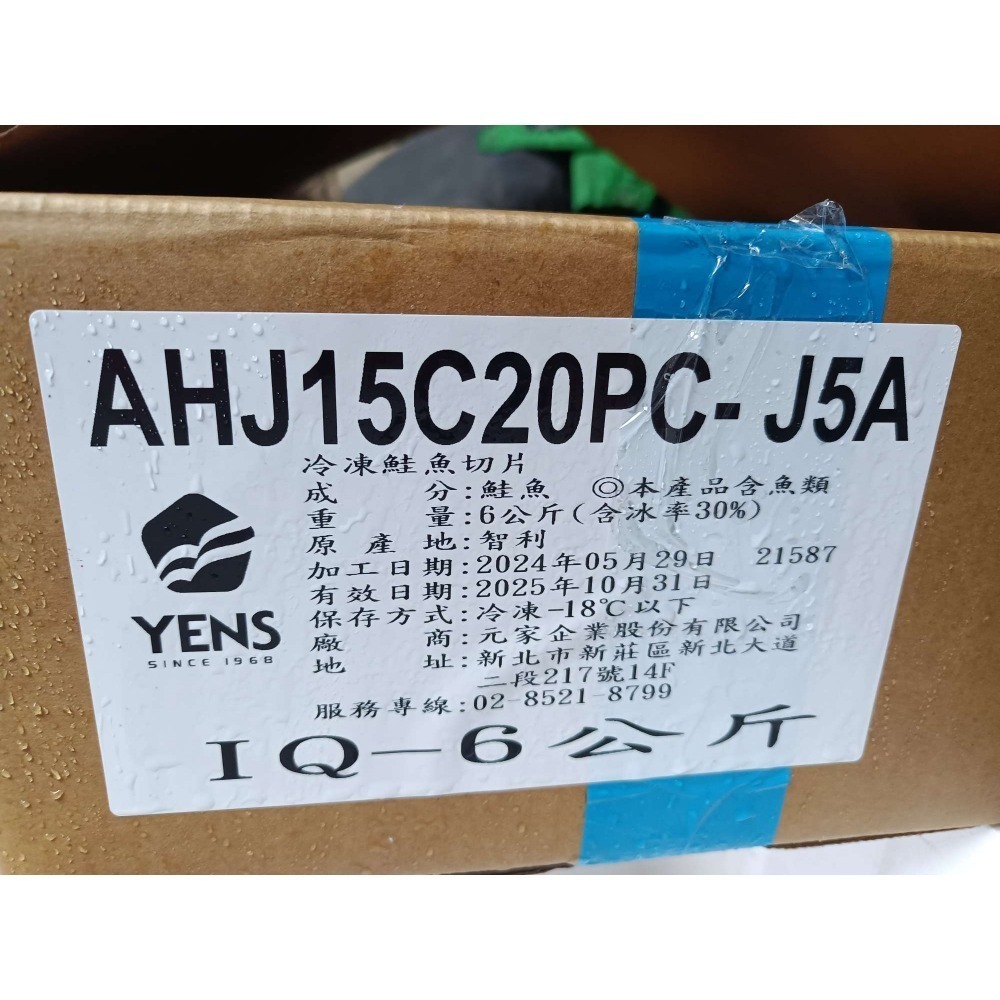 AHJ15C20PC- J5A
冷凍鮭魚切片
成 分:鮭魚 ◎本產品含魚類
重 量:6公斤(含冰率30%)
原 產 地:智利
加工日期:2024年05月29日 21587
有效日期:2025年10月31日
保存方式:冷凍-18℃以下
廠 商:元家企業股份有限公司
地 址:新北市新莊區新北大道
二段217號14F
服務專線:02-8521-8799
IQ-6公斤
YENS
SINCE 1968